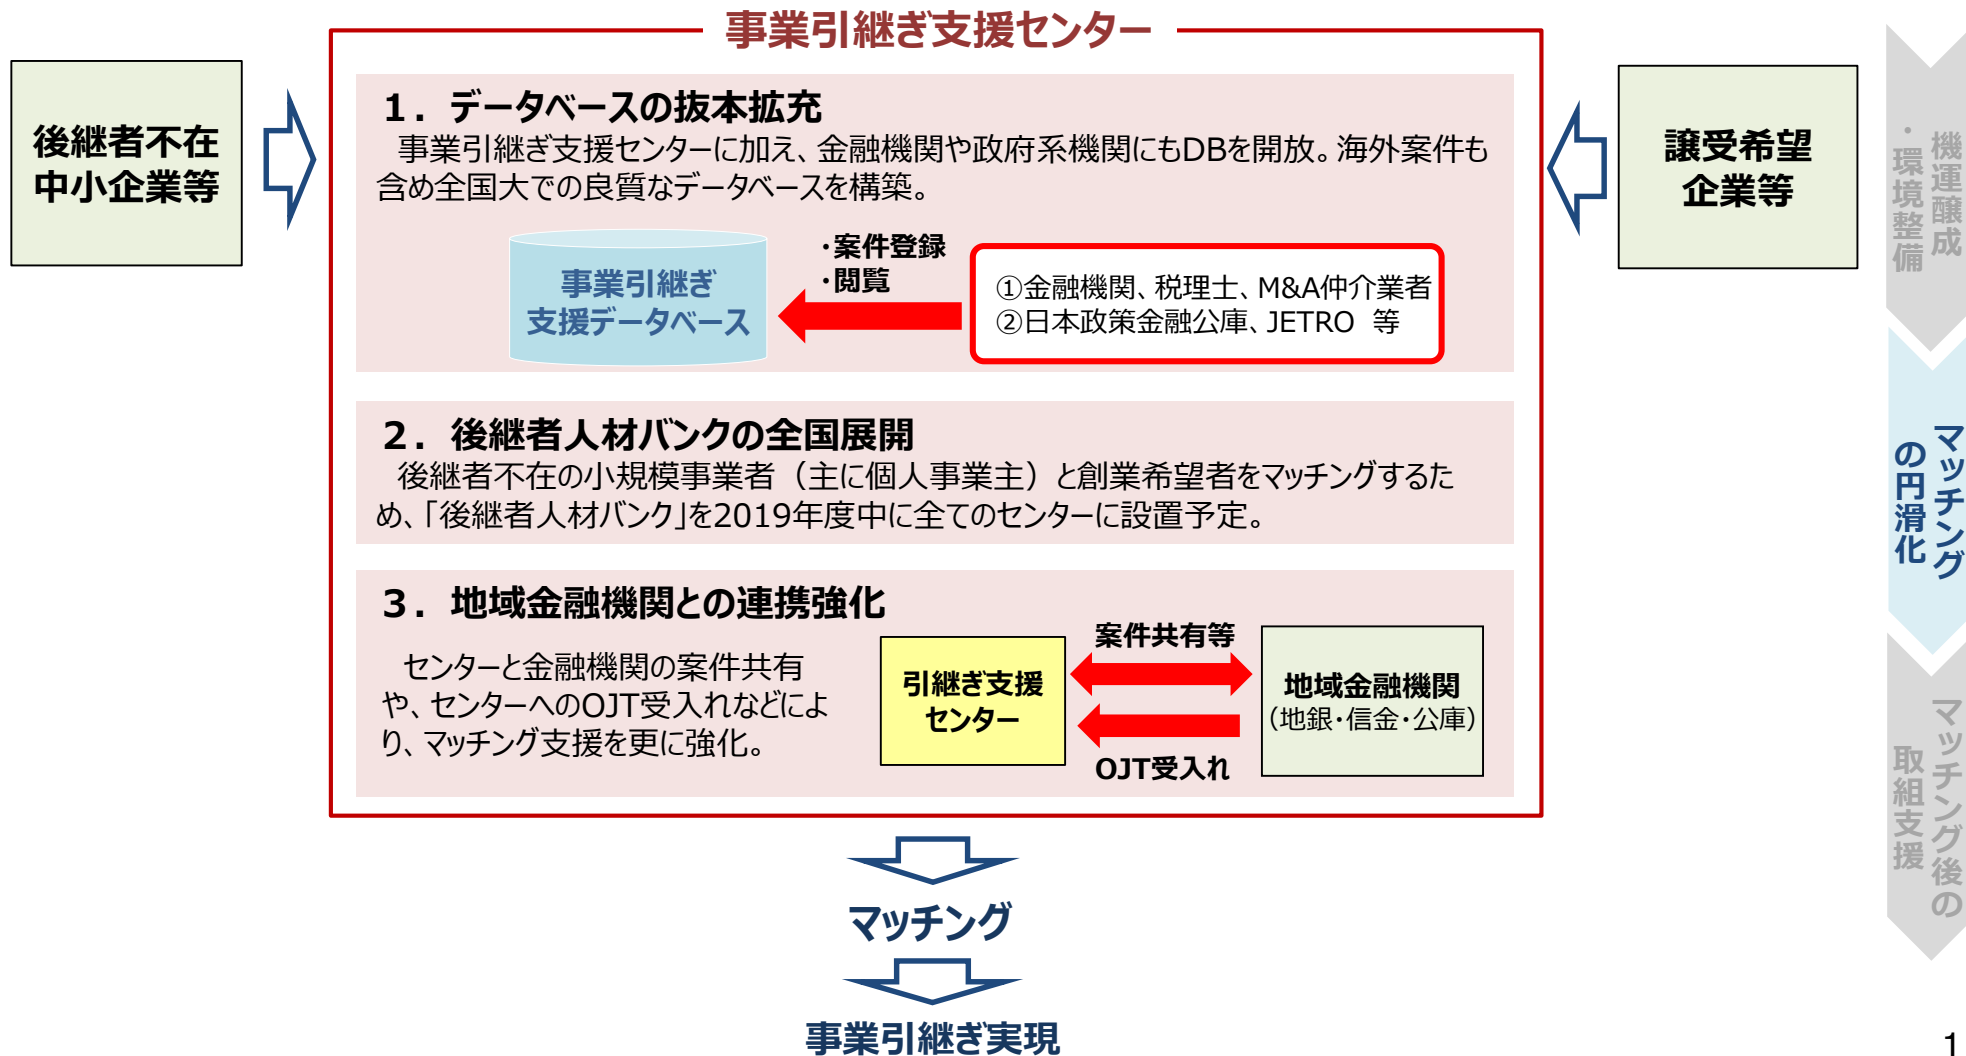 事業引継ぎ支援センター
後継者不在
中小企業等
譲受希望
企業等
１．データベースの抜本拡充
事業引継ぎ支援センターに加え、金融機関や政府系機関にもDBを開放。海外案件も
含め全国大での良質なデータベースを構築。
事業引継ぎ
支援データベース
・案件登録
・閲覧
①金融機関、税理士、M&A仲介業者
②日本政策金融公庫、JETRO 等
２．後継者人材バンクの全国展開
後継者不在の小規模事業者（主に個人事業主）と創業希望者をマッチングするた
め、「後継者人材バンク」を2019年度中に全てのセンターに設置予定。
３．地域金融機関との連携強化
センターと金融機関の案件共有
や、センターへのOJT受入れなどによ
り、マッチング支援を更に強化。
引継ぎ支援
センター
案件共有等
OJT受入れ
地域金融機関
（地銀・信金・公庫）
マッチング
事業引継ぎ実現
機運醸成
・環境整備
マッチング
の円滑化
マッチング後の
取組支援
1